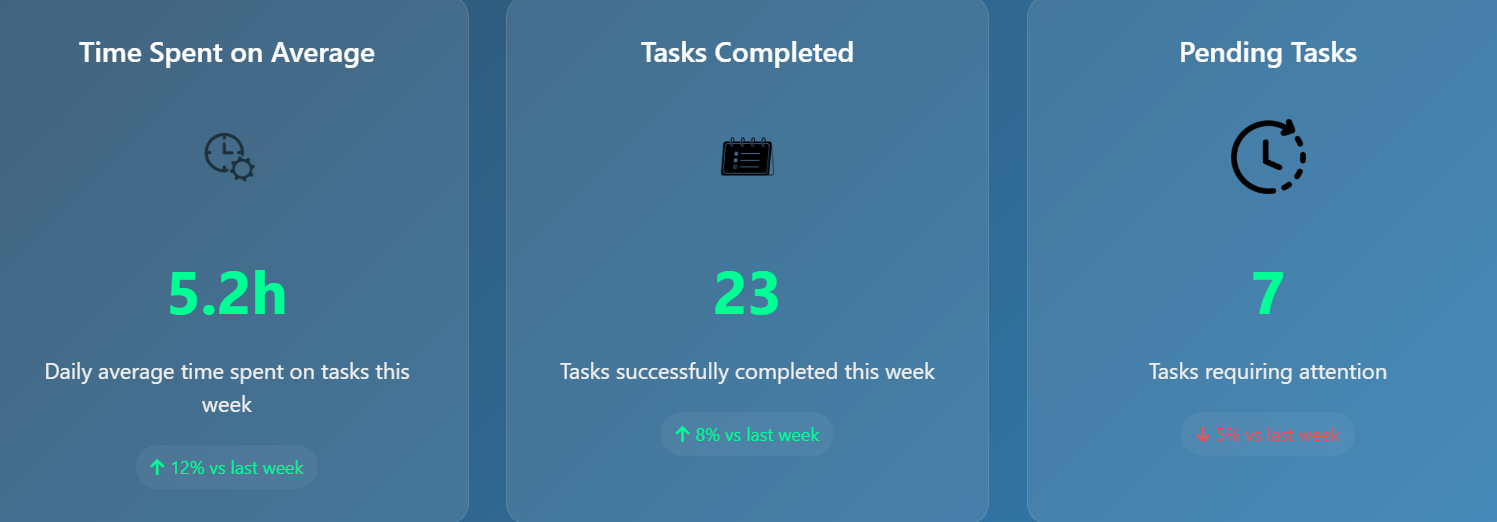 Time Spent on Average
5.2h
Daily average time spent on tasks this
week
↑ 12% vs last week
Tasks Completed
23
Tasks successfully completed this week
↑ 8% vs last week
Pending Tasks
7
Tasks requiring attention
↓ 5% vs last week